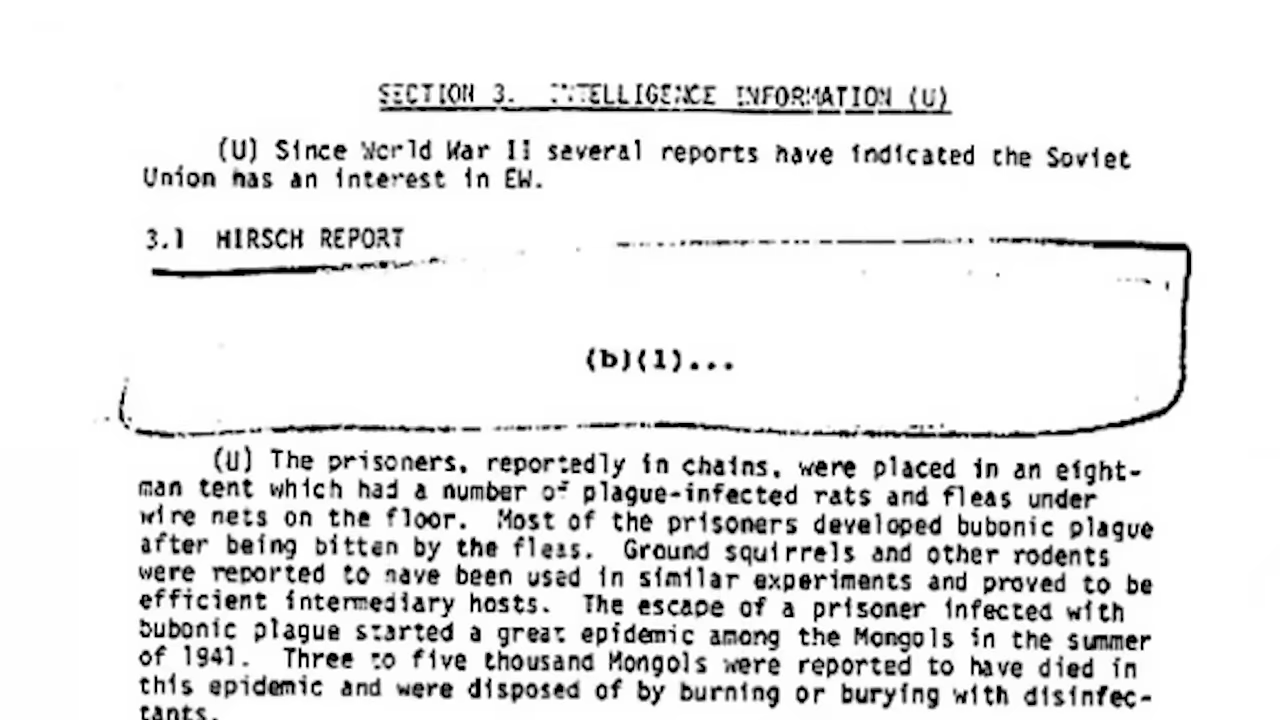 SECTION 3. INTELLIGENCE INFORMATION (U)
(U) Since World War II several reports have indicated the Soviet
Union has an interest in EW.
3.1 HIRSCH REPORT
(b)(1)...
(U) The prisoners, reportedly in chains, were placed in an eight-
man tent which had a number of plague-infected rats and fleas under
wire nets on the floor. Most of the prisoners developed bubonic plague
after being bitten by the fleas. Ground squirrels and other rodents
were reported to have been used in similar experiments and proved to be
efficient intermediary hosts. The escape of a prisoner infected with
bubonic plague started a great epidemic among the Mongols in the summer
of 1941. Three to five thousand Mongols were reported to have died in
this epidemic and were disposed of by burning or burying with disinfec-
tants.